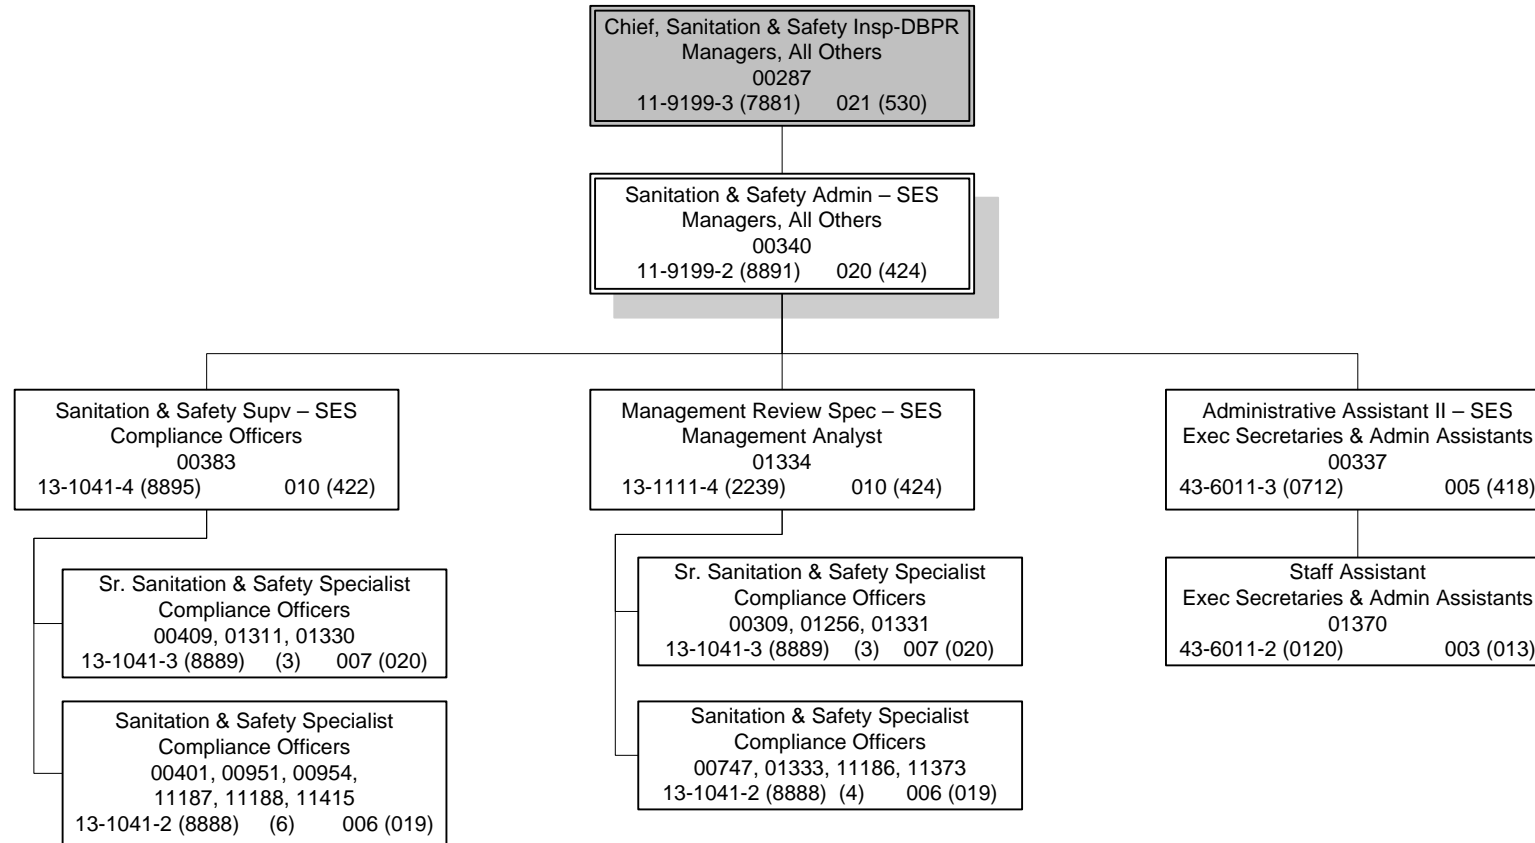 Chief, Sanitation & Safety Insp-DBPR
Managers, All Others
00287
11-9199-3 (7881) 021 (530)
Sanitation & Safety Admin – SES
Managers, All Others
00340
11-9199-2 (8891) 020 (424)
Sanitation & Safety Supv – SES
Compliance Officers
00383
13-1041-4 (8895) 010 (422)
Sr. Sanitation & Safety Specialist
Compliance Officers
00409, 01311, 01330
13-1041-3 (8889) (3) 007 (020)
Sanitation & Safety Specialist
Compliance Officers
00401, 00951, 00954,
11187, 11188, 11415
13-1041-2 (8888) (6) 006 (019)
Management Review Spec – SES
Management Analyst
01334
13-1111-4 (2239) 010 (424)
Sr. Sanitation & Safety Specialist
Compliance Officers
00309, 01256, 01331
13-1041-3 (8889) (3) 007 (020)
Sanitation & Safety Specialist
Compliance Officers
00747, 01333, 11186, 11373
13-1041-2 (8888) (4) 006 (019)
Administrative Assistant II – SES
Exec Secretaries & Admin Assistants
00337
43-6011-3 (0712) 005 (418)
Staff Assistant
Exec Secretaries & Admin Assistants
01370
43-6011-2 (0120) 003 (013)